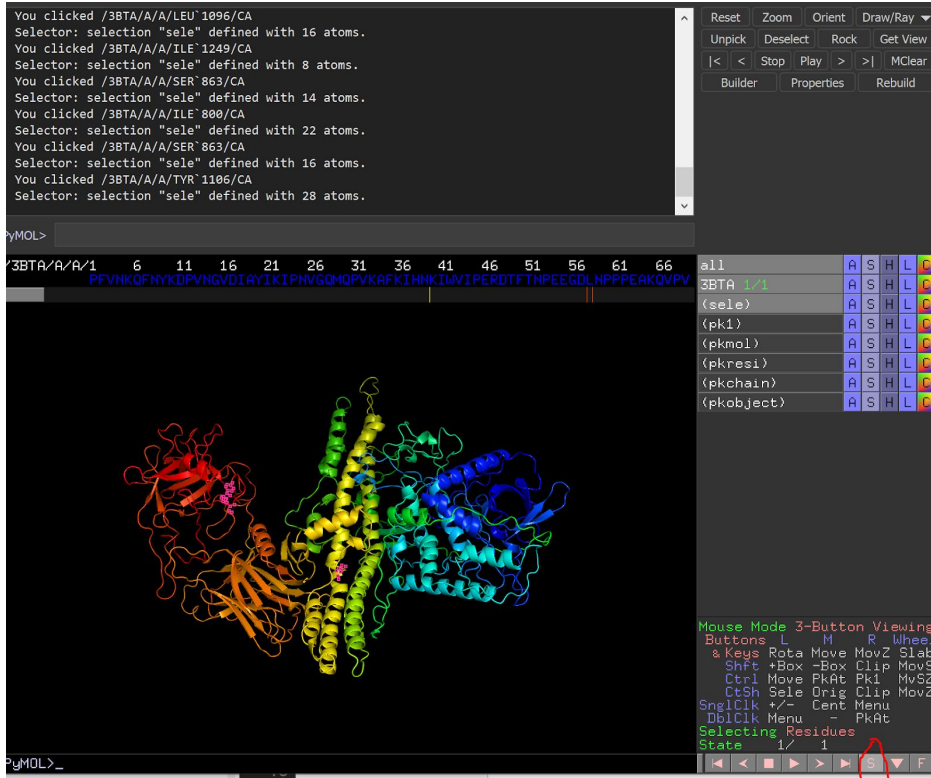 You clicked /3BTA/A/A/LEU`1096/CA
Selector: selection "sele" defined with 16 atoms.
You clicked /3BTA/A/A/ILE`1249/CA
Selector: selection "sele" defined with 8 atoms.
You clicked /3BTA/A/A/SER`863/CA
Selector: selection "sele" defined with 14 atoms.
You clicked /3BTA/A/A/ILE`800/CA
Selector: selection "sele" defined with 22 atoms.
You clicked /3BTA/A/A/SER`863/CA
Selector: selection "sele" defined with 16 atoms.
You clicked /3BTA/A/A/TYR`1106/CA
Selector: selection "sele" defined with 28 atoms.
Reset Zoom Orient Draw/Ray
Unpick Deselect Rock Get View
|< < Stop Play > >| MClear
Builder Properties Rebuild
PyMOL>
/3BTA/A/A/1 6 11 16 21 26 31 36 41 46 51 56 61 66
PFVNKQFNYKDPVNGVDIAYIKIPNVGQMQPVKAFKIHNKIWVIPERDTFTNPEEGDLNPPPEAKQVPV
all A S H L C
3BTA 1/1 A S H L C
(sele) A S H L C
(pk1) A S H L C
(pkmol) A S H L C
(pkresi) A S H L C
(pkchain) A S H L C
(pkobject) A S H L C
Mouse Mode 3-Button Viewing
Buttons L M R Whee
& Keys Rota Move MovZ Slab
Shft +Box -Box Clip MovS
Ctrl Move PkAt Pk1 MvSZ
CtSh Sele Orig Clip MovZ
SnglClk +/- Cent Menu
DblClk Menu - PkAt
Selecting Residues
State 1/ 1
PyMOL>_
S F